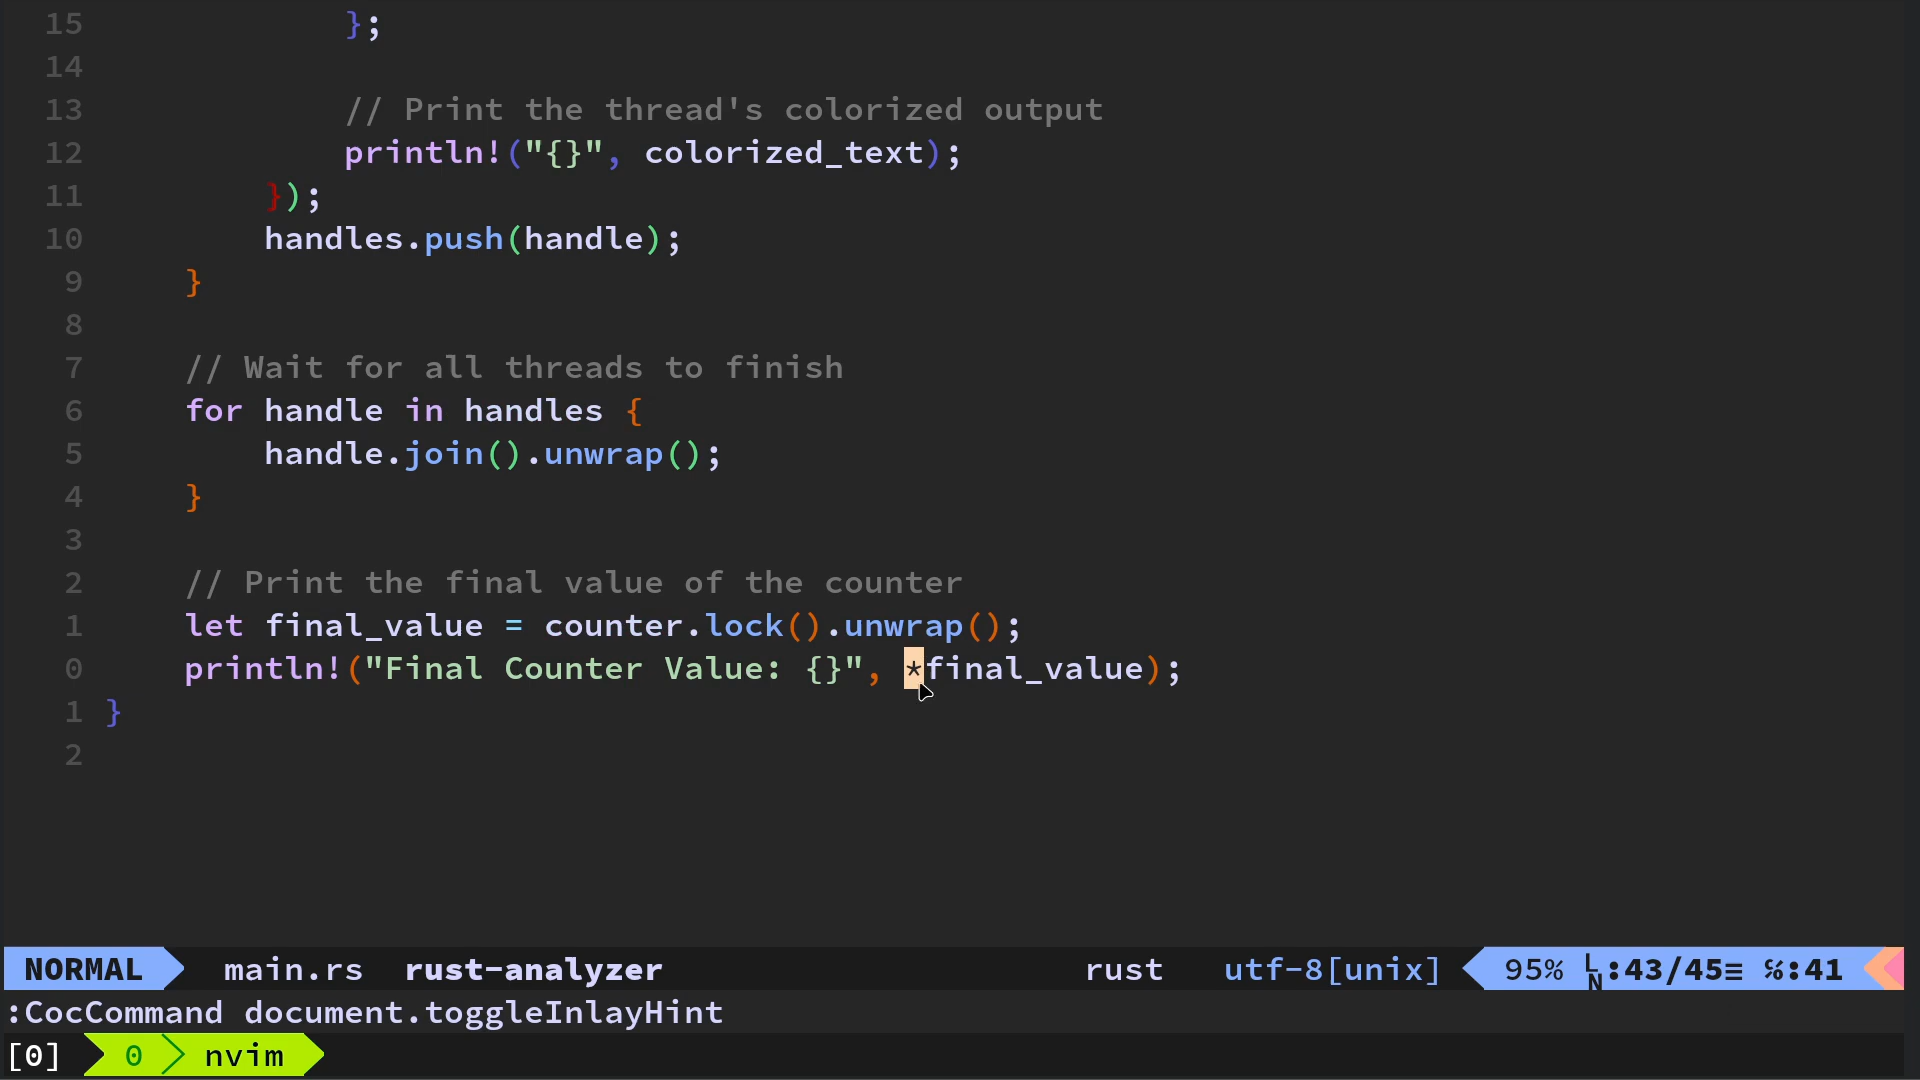 15 };
14
13 // Print the thread's colorized output
12 println!("{}", colorized_text);
11 });
10 handles.push(handle);
9 }
8
7 // Wait for all threads to finish
6 for handle in handles {
5 handle.join().unwrap();
4 }
3
2 // Print the final value of the counter
1 let final_value = counter.lock().unwrap();
0 println!("Final Counter Value: {}", *final_value);
1 }
2
NORMAL main.rs rust-analyzer rust utf-8[unix] 95% ␊:43/45≡ ℅:41
:CocCommand document.toggleInlayHint
[0] 0 nvim